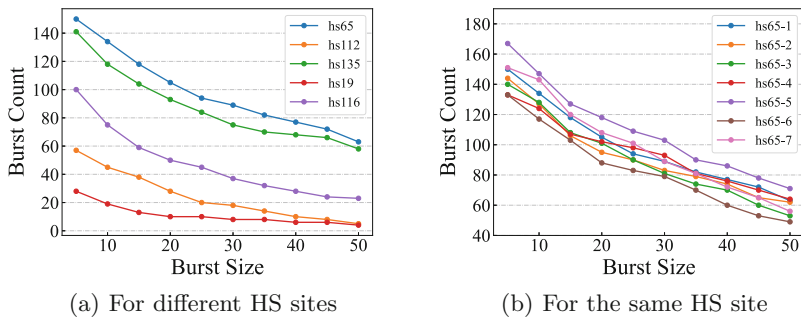 Burst Count
140
120
100
80
60
40
20
0
hs65
hs112
hs135
hs19
hs116
10 20 30 40 50
Burst Size
(a) For different HS sites
Burst Count
180
160
140
120
100
80
60
40
hs65-1
hs65-2
hs65-3
hs65-4
hs65-5
hs65-6
hs65-7
10 20 30 40 50
Burst Size
(b) For the same HS site